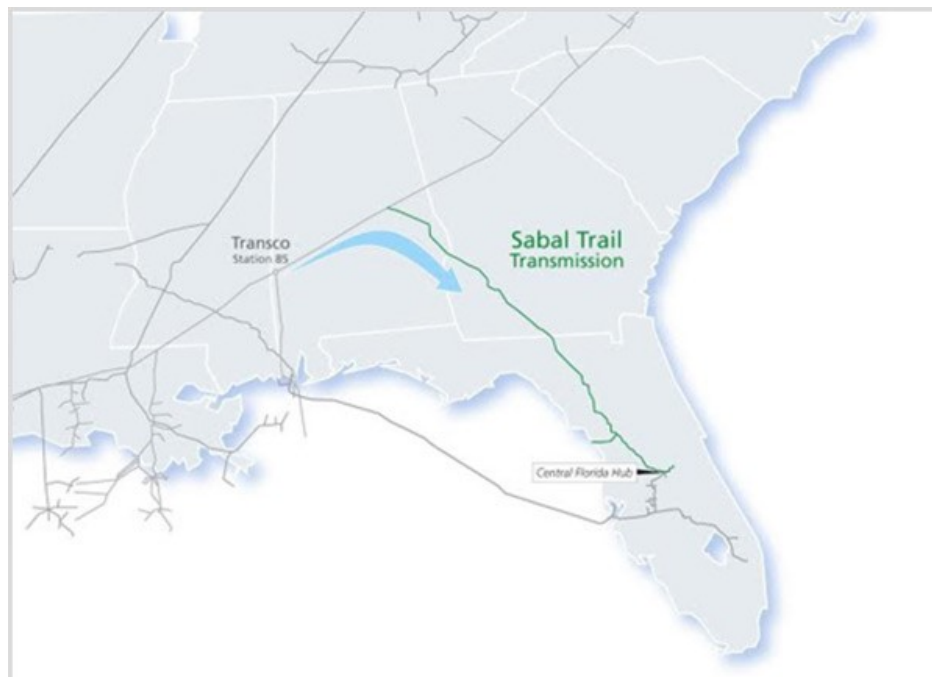 Transco
Station 85
Sabal Trail
Transmission
Central Florida Hub